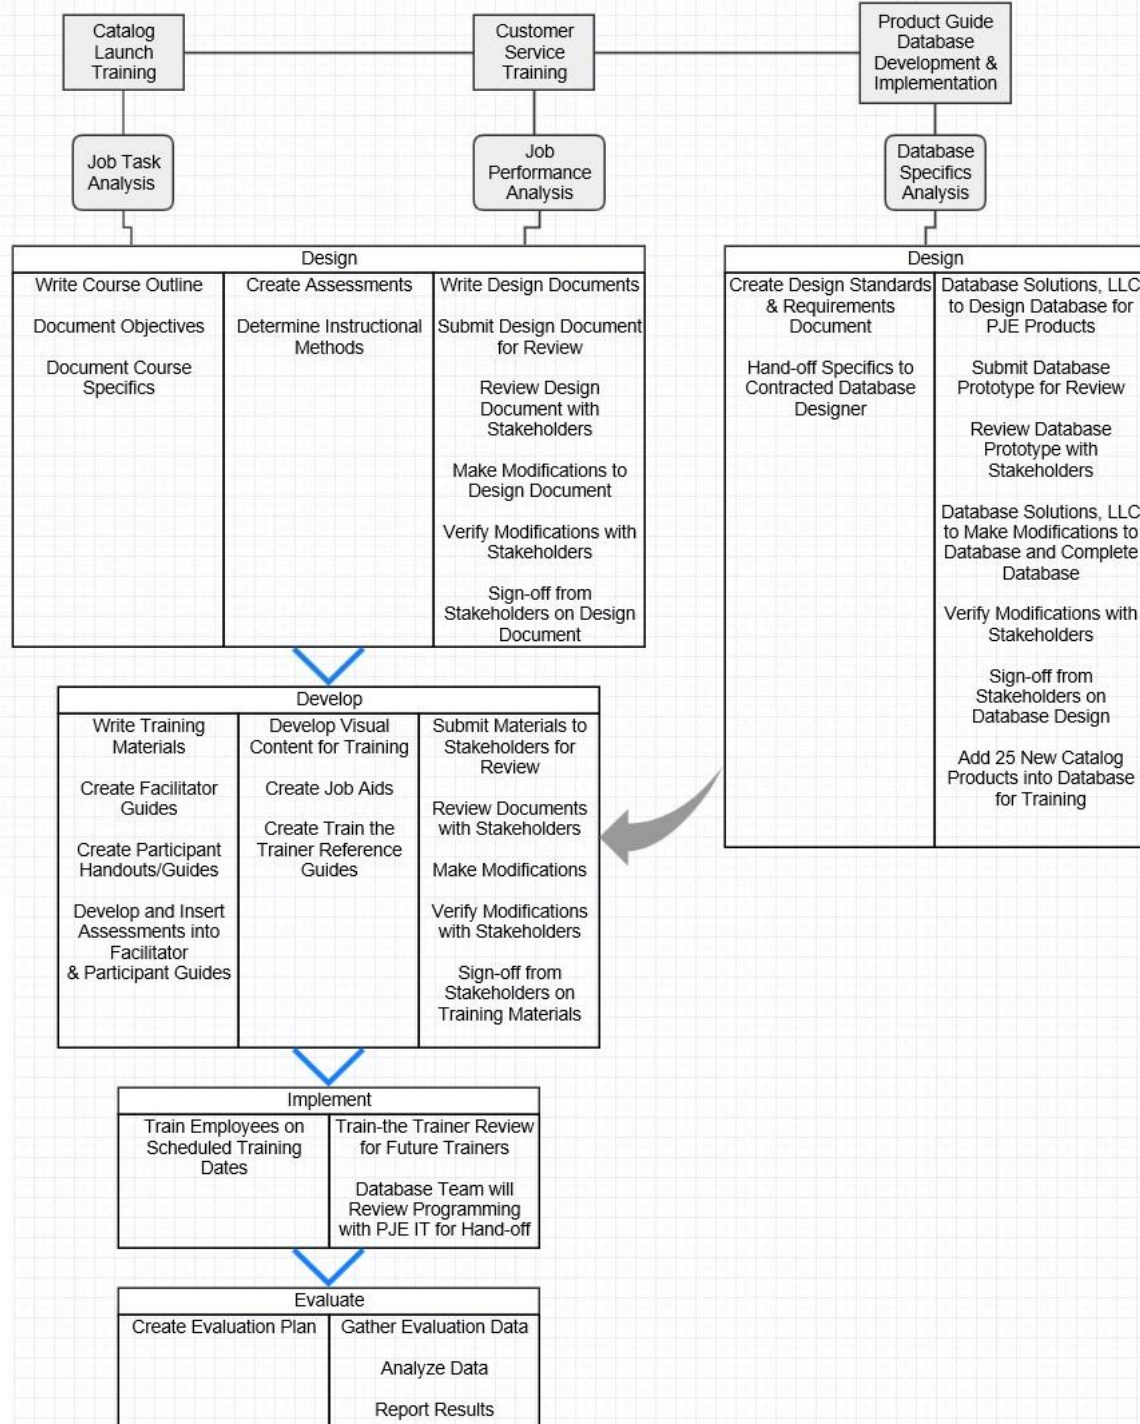 Catalog
Launch
Training
Customer
Service
Training
Product Guide
Database
Development &
Implementation
Job Task
Analysis
Job
Performance
Analysis
Database
Specifics
Analysis
Design
Write Course Outline
Document Objectives
Document Course
Specifics
Create Assessments
Determine Instructional
Methods
Write Design Documents
Submit Design Document
for Review
Review Design
Document with
Stakeholders
Make Modifications to
Design Document
Verify Modifications with
Stakeholders
Sign-off from
Stakeholders on Design
Document
Design
Create Design Standards
& Requirements
Document
Hand-off Specifics to
Contracted Database
Designer
Database Solutions, LLC
to Design Database for
PJE Products
Submit Database
Prototype for Review
Review Database
Prototype with
Stakeholders
Database Solutions, LLC
to Make Modifications to
Database and Complete
Database
Verify Modifications with
Stakeholders
Sign-off from
Stakeholders on
Database Design
Add 25 New Catalog
Products into Database
for Training
Develop
Write Training
Materials
Create Facilitator
Guides
Create Participant
Handouts/Guides
Develop and Insert
Assessments into
Facilitator
& Participant Guides
Develop Visual
Content for Training
Create Job Aids
Create Train the
Trainer Reference
Guides
Submit Materials to
Stakeholders for
Review
Review Documents
with Stakeholders
Make Modifications
Verify Modifications
with Stakeholders
Sign-off from
Stakeholders on
Training Materials
Implement
Train Employees on
Scheduled Training
Dates
Train-the Trainer Review
for Future Trainers
Database Team will
Review Programming
with PJE IT for Hand-off
Evaluate
Create Evaluation Plan
Gather Evaluation Data
Analyze Data
Report Results